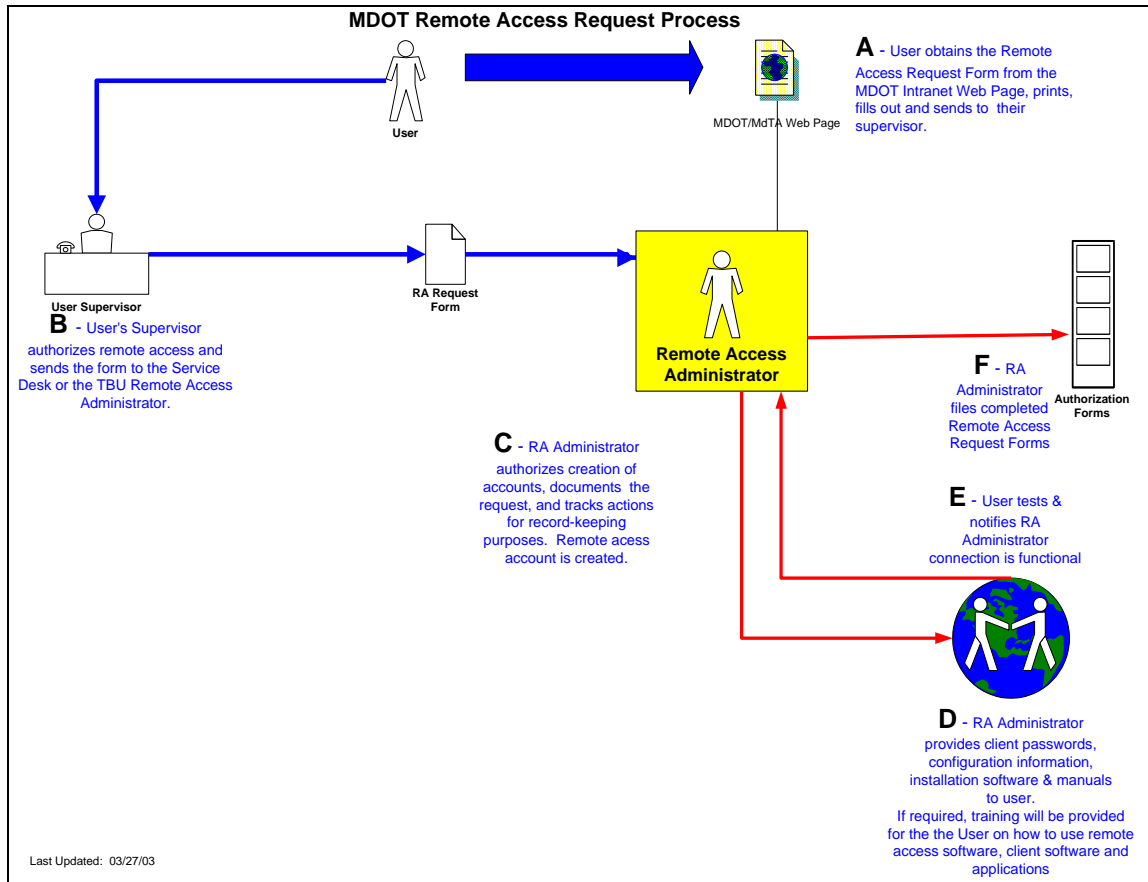 MDOT Remote Access Request Process
User
MDOT/MdTA Web Page
A - User obtains the Remote
Access Request Form from the
MDOT Intranet Web Page, prints,
fills out and sends to their
supervisor.
User Supervisor
B - User's Supervisor
authorizes remote access and
sends the form to the Service
Desk or the TBU Remote Access
Administrator.
RA Request
Form
Remote Access
Administrator
C - RA Administrator
authorizes creation of
accounts, documents the
request, and tracks actions
for record-keeping
purposes. Remote acess
account is created.
F - RA
Administrator
files completed
Remote Access
Request Forms
Authorization
Forms
E - User tests &
notifies RA
Administrator
connection is functional
D - RA Administrator
provides client passwords,
configuration information,
installation software & manuals
to user.
If required, training will be provided
for the the User on how to use remote
access software, client software and
applications
Last Updated: 03/27/03